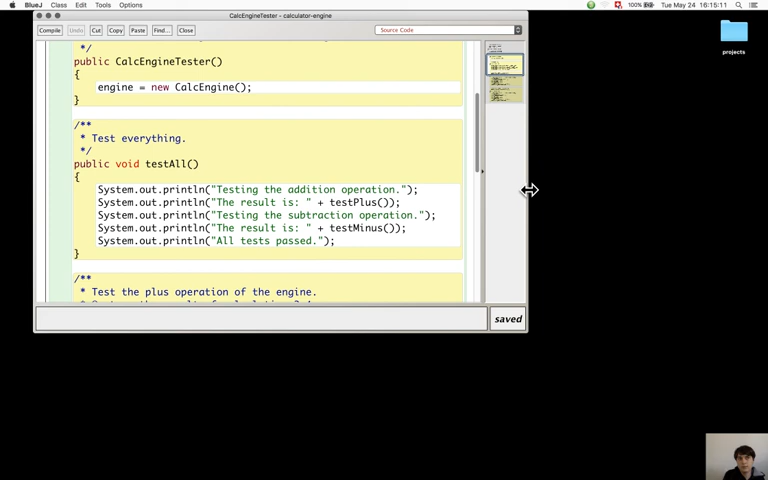 BlueJ Class Edit Tools Options 100% Tue May 24 16:15:11
CalcEngineTester - calculator-engine
Compile Undo Cut Copy Paste Find... Close Source Code
projects
*/
public CalcEngineTester()
{
engine = new CalcEngine();
}
/**
* Test everything.
*/
public void testAll()
{
System.out.println("Testing the addition operation.");
System.out.println("The result is: " + testPlus());
System.out.println("Testing the subtraction operation.");
System.out.println("The result is: " + testMinus());
System.out.println("All tests passed.");
}
/**
* Test the plus operation of the engine.
saved